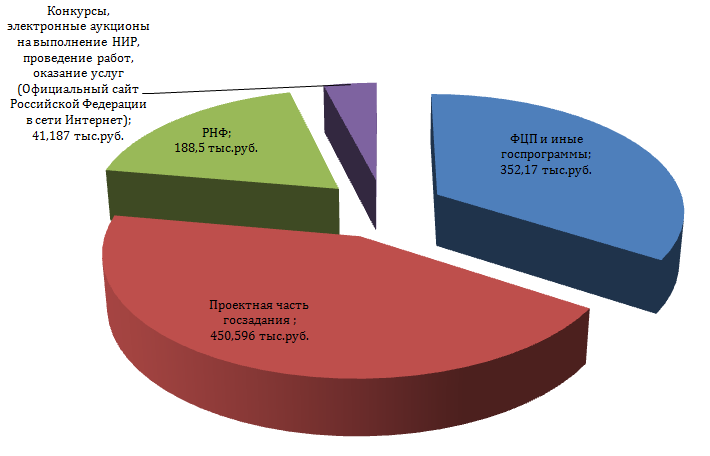 Конкурсы,
электронные аукционы
на выполнение НИР,
проведение работ,
оказание услуг
(Официальный сайт
Российской Федерации
в сети Интернет);
41,187 тыс.руб.
РНФ;
188,5 тыс.руб.
ФЦП и иные
госпрограммы;
352,17 тыс.руб.
Проектная часть
госзадания ;
450,596 тыс.руб.